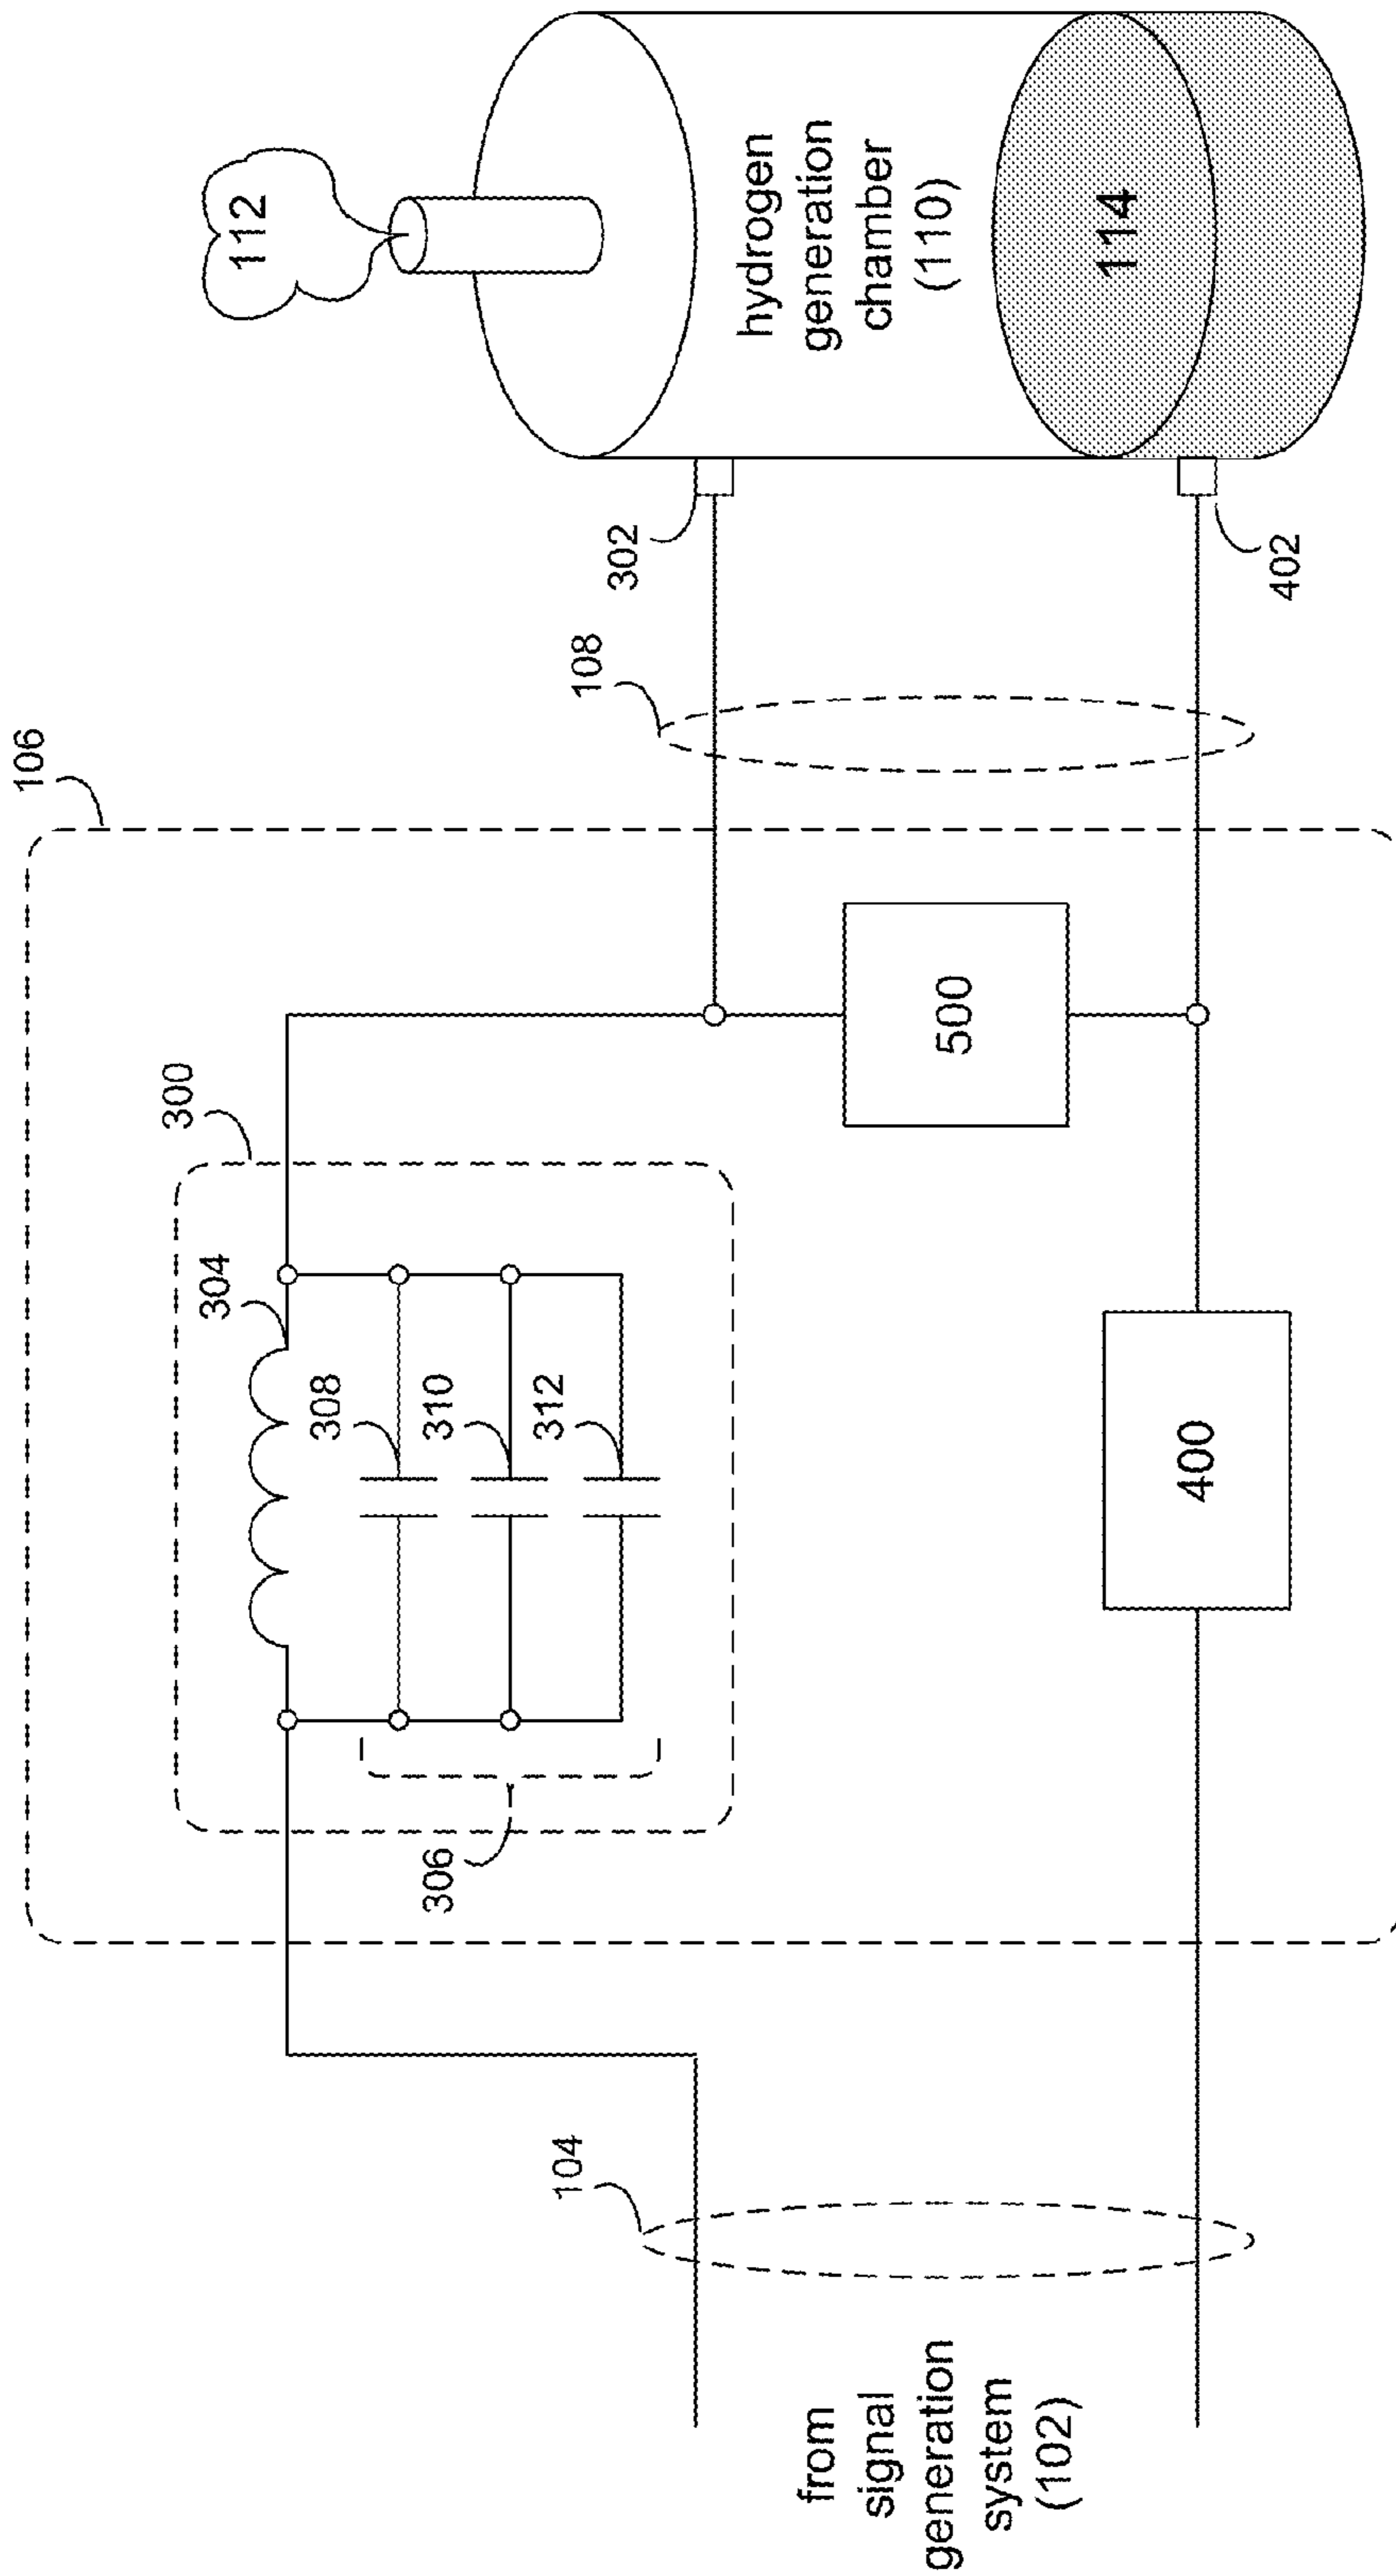 106
300
304
308
310
312
306
104
from
signal
generation
system
(102)
400
500
108
302
402
112
hydrogen
generation
chamber
(110)
114